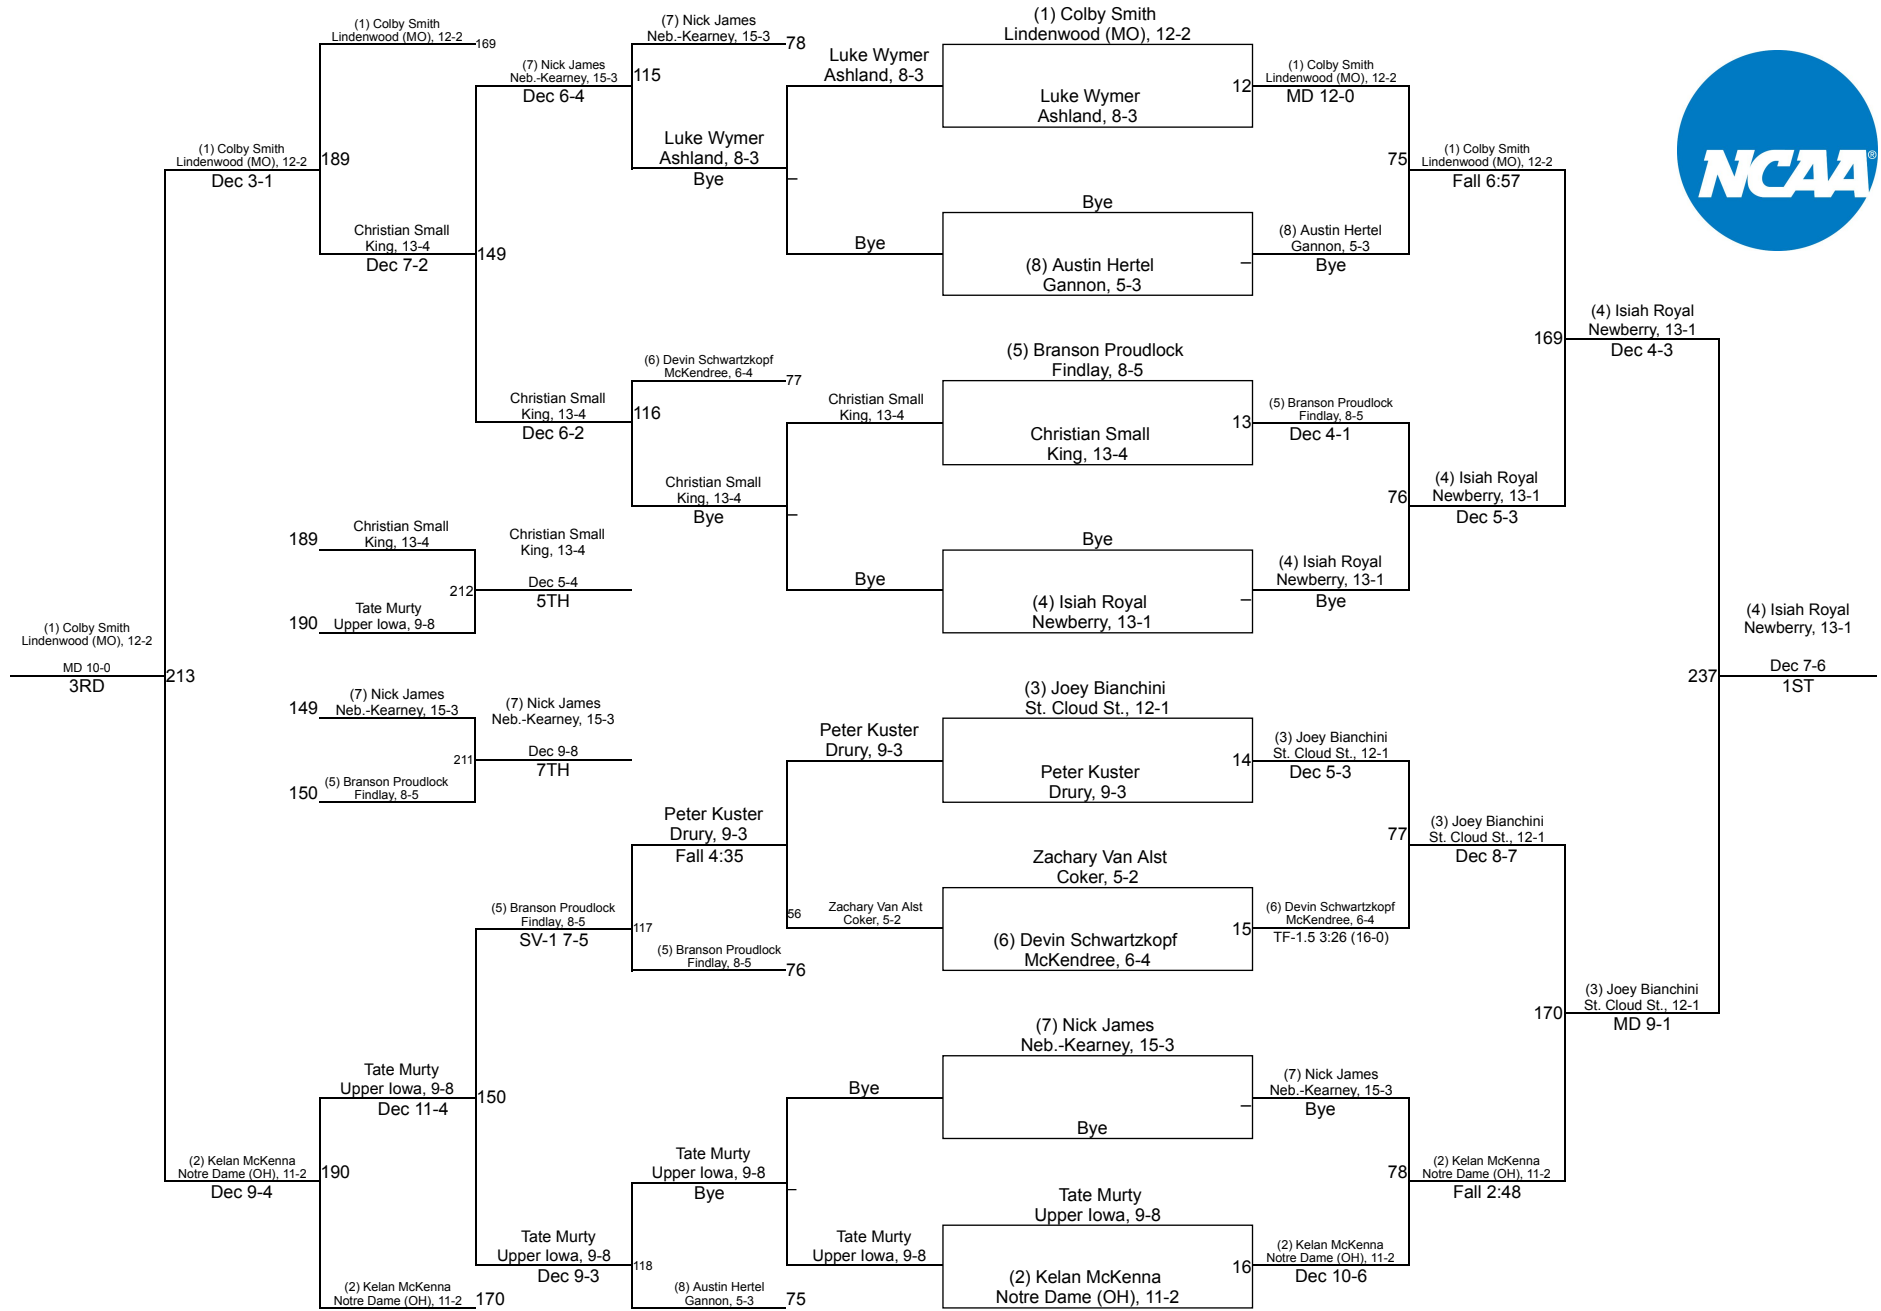 (1) Colby Smith
Lindenwood (MO), 12-2
169
(1) Colby Smith
Lindenwood (MO), 12-2
Dec 3-1
189
Christian Small
King, 13-4
Dec 7-2
149
(7) Nick James
Neb.-Kearney, 15-3
Dec 6-4
115
(7) Nick James
Neb.-Kearney, 15-3
78
Luke Wymer
Ashland, 8-3
Bye
Luke Wymer
Ashland, 8-3
–
Bye
(1) Colby Smith
Lindenwood (MO), 12-2
Luke Wymer
Ashland, 8-3
12
(1) Colby Smith
Lindenwood (MO), 12-2
MD 12-0
Bye
(8) Austin Hertel
Gannon, 5-3
–
(8) Austin Hertel
Gannon, 5-3
Bye
75
(1) Colby Smith
Lindenwood (MO), 12-2
Fall 6:57
NCAA®
Christian Small
King, 13-4
Dec 6-2
116
(6) Devin Schwartzkopf
McKendree, 6-4
77
Christian Small
King, 13-4
Bye
Christian Small
King, 13-4
–
Bye
(5) Branson Proudlock
Findlay, 8-5
Christian Small
King, 13-4
13
(5) Branson Proudlock
Findlay, 8-5
Dec 4-1
Bye
(4) Isiah Royal
Newberry, 13-1
–
(4) Isiah Royal
Newberry, 13-1
Bye
76
(4) Isiah Royal
Newberry, 13-1
Dec 5-3
169
(4) Isiah Royal
Newberry, 13-1
Dec 4-3
189
Christian Small
King, 13-4
190
Tate Murty
Upper Iowa, 9-8
212
Christian Small
King, 13-4
Dec 5-4
5TH
(1) Colby Smith
Lindenwood (MO), 12-2
MD 10-0
3RD
213
149
(7) Nick James
Neb.-Kearney, 15-3
150
(5) Branson Proudlock
Findlay, 8-5
211
(7) Nick James
Neb.-Kearney, 15-3
Dec 9-8
7TH
237
(4) Isiah Royal
Newberry, 13-1
Dec 7-6
1ST
Peter Kuster
Drury, 9-3
(3) Joey Bianchini
St. Cloud St., 12-1
Peter Kuster
Drury, 9-3
14
(3) Joey Bianchini
St. Cloud St., 12-1
Dec 5-3
Peter Kuster
Drury, 9-3
Fall 4:35
56
Zachary Van Alst
Coker, 5-2
Zachary Van Alst
Coker, 5-2
(6) Devin Schwartzkopf
McKendree, 6-4
15
(6) Devin Schwartzkopf
McKendree, 6-4
TF-1.5 3:26 (16-0)
77
(3) Joey Bianchini
St. Cloud St., 12-1
Dec 8-7
(5) Branson Proudlock
Findlay, 8-5
SV-1 7-5
117
(5) Branson Proudlock
Findlay, 8-5
76
170
(3) Joey Bianchini
St. Cloud St., 12-1
MD 9-1
Tate Murty
Upper Iowa, 9-8
Dec 11-4
150
Bye
(7) Nick James
Neb.-Kearney, 15-3
Bye
–
(7) Nick James
Neb.-Kearney, 15-3
Bye
(2) Kelan McKenna
Notre Dame (OH), 11-2
Dec 9-4
190
Tate Murty
Upper Iowa, 9-8
Bye
–
78
(2) Kelan McKenna
Notre Dame (OH), 11-2
Fall 2:48
Tate Murty
Upper Iowa, 9-8
Dec 9-3
118
Tate Murty
Upper Iowa, 9-8
Tate Murty
Upper Iowa, 9-8
(2) Kelan McKenna
Notre Dame (OH), 11-2
16
(2) Kelan McKenna
Notre Dame (OH), 11-2
Dec 10-6
(2) Kelan McKenna
Notre Dame (OH), 11-2
170
(8) Austin Hertel
Gannon, 5-3
75